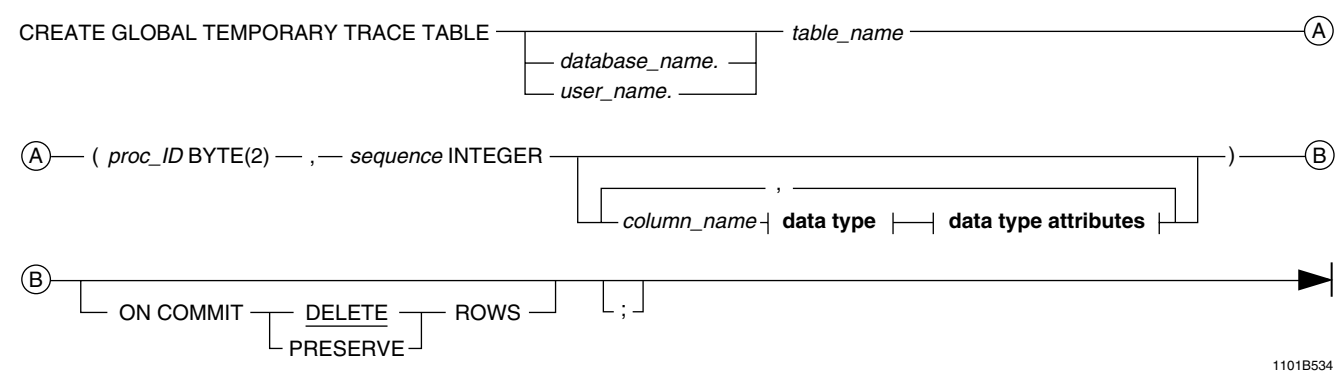 CREATE GLOBAL TEMPORARY TRACE TABLE table_name A
database_name.
user_name.
A ( proc_ID BYTE(2) , sequence INTEGER ) B
,
column_name data type data type attributes
B
ON COMMIT DELETE ROWS ;
PRESERVE
1101B534